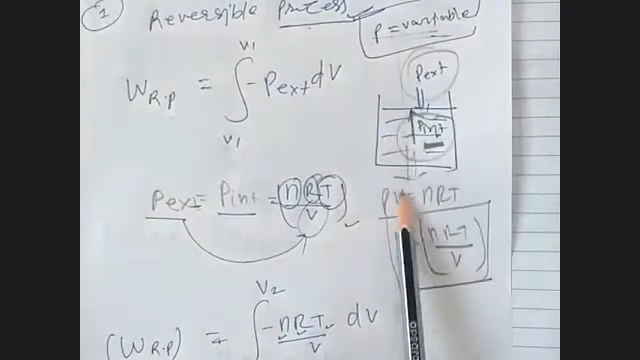 1 Reversible Process
P = variable
W R.P = ∫ V1 V1 - Pext dV
Pext
Pint
Pext = Pint = nRT / V
PV = nRT
(nRT / V)
(W R.P) = ∫ V2 -nRT / V dV